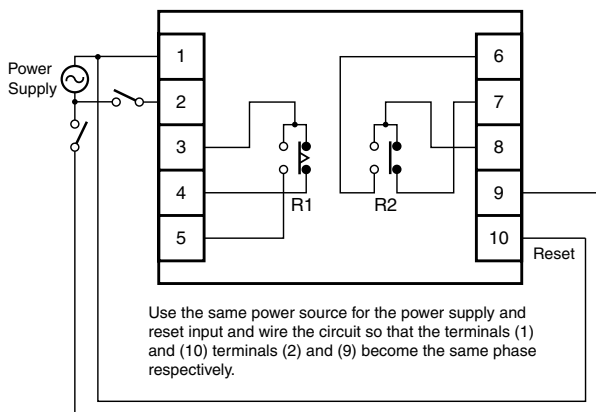 Power
Supply
1
2
3
4
5
R1
R2
6
7
8
9
10
Reset
Use the same power source for the power supply and
reset input and wire the circuit so that the terminals (1)
and (10) terminals (2) and (9) become the same phase
respectively.